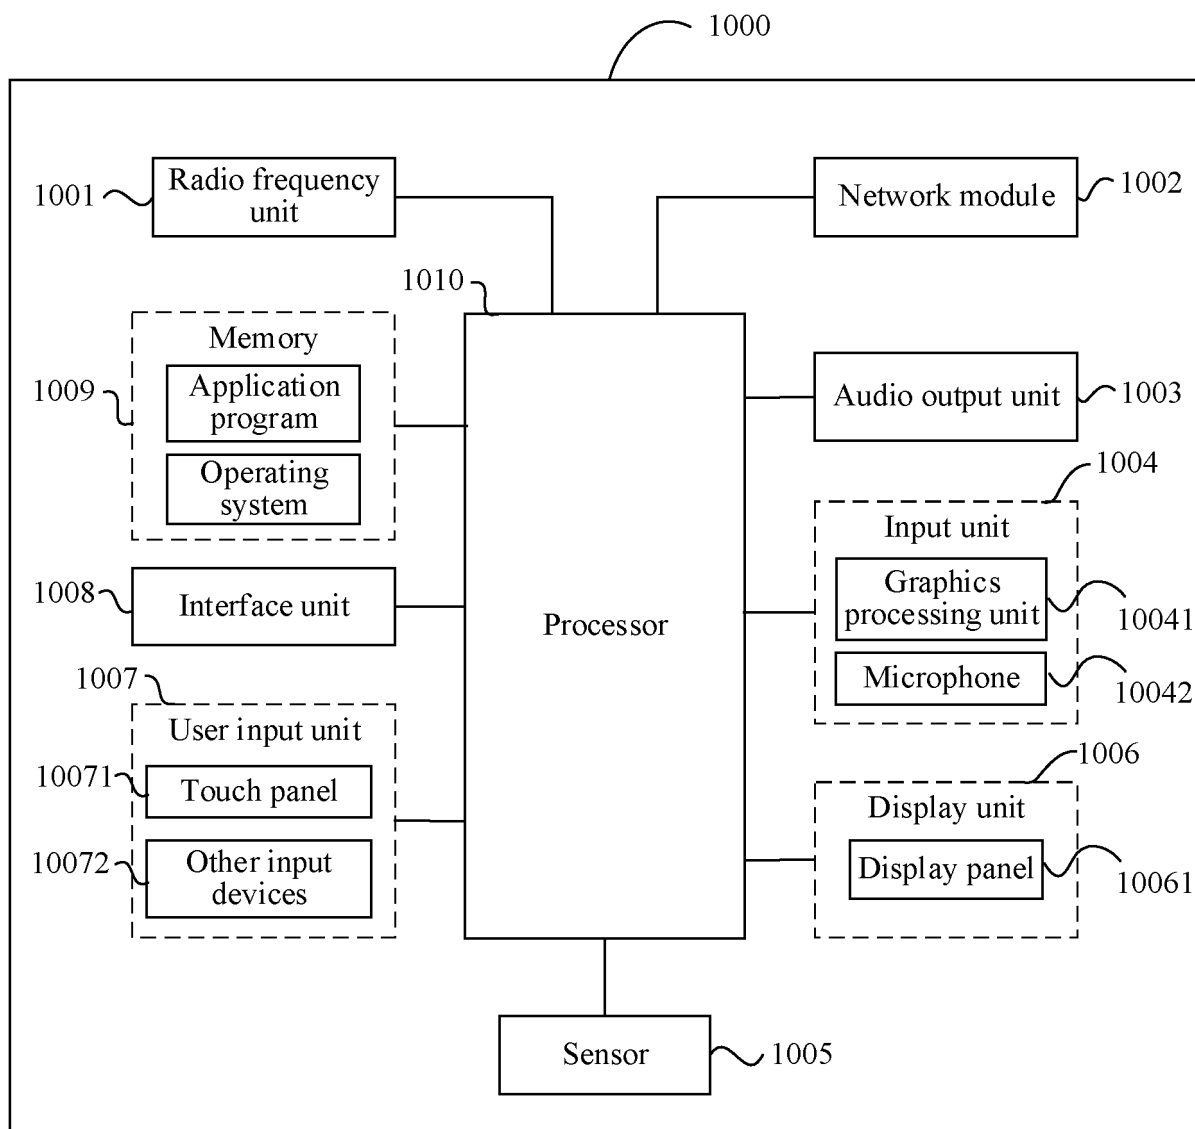 1000
1001
Radio frequency
unit
Network module
1002
1010
Memory
1009
Application
program
Operating
system
Audio output unit
1003
1004
Input unit
Graphics
processing unit
10041
Microphone
10042
1008
Interface unit
Processor
1007
User input unit
10071
Touch panel
10072
Other input
devices
1006
Display unit
Display panel
10061
Sensor
1005